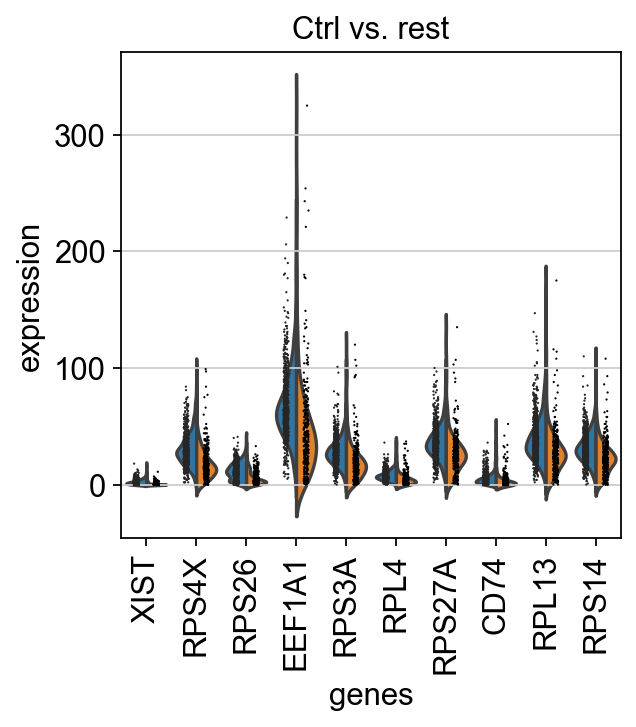 Ctrl vs. rest
expression
300
200
100
0
XIST
RPS4X
RPS26
EEF1A1
RPS3A
RPL4
RPS27A
CD74
RPL13
RPS14
genes